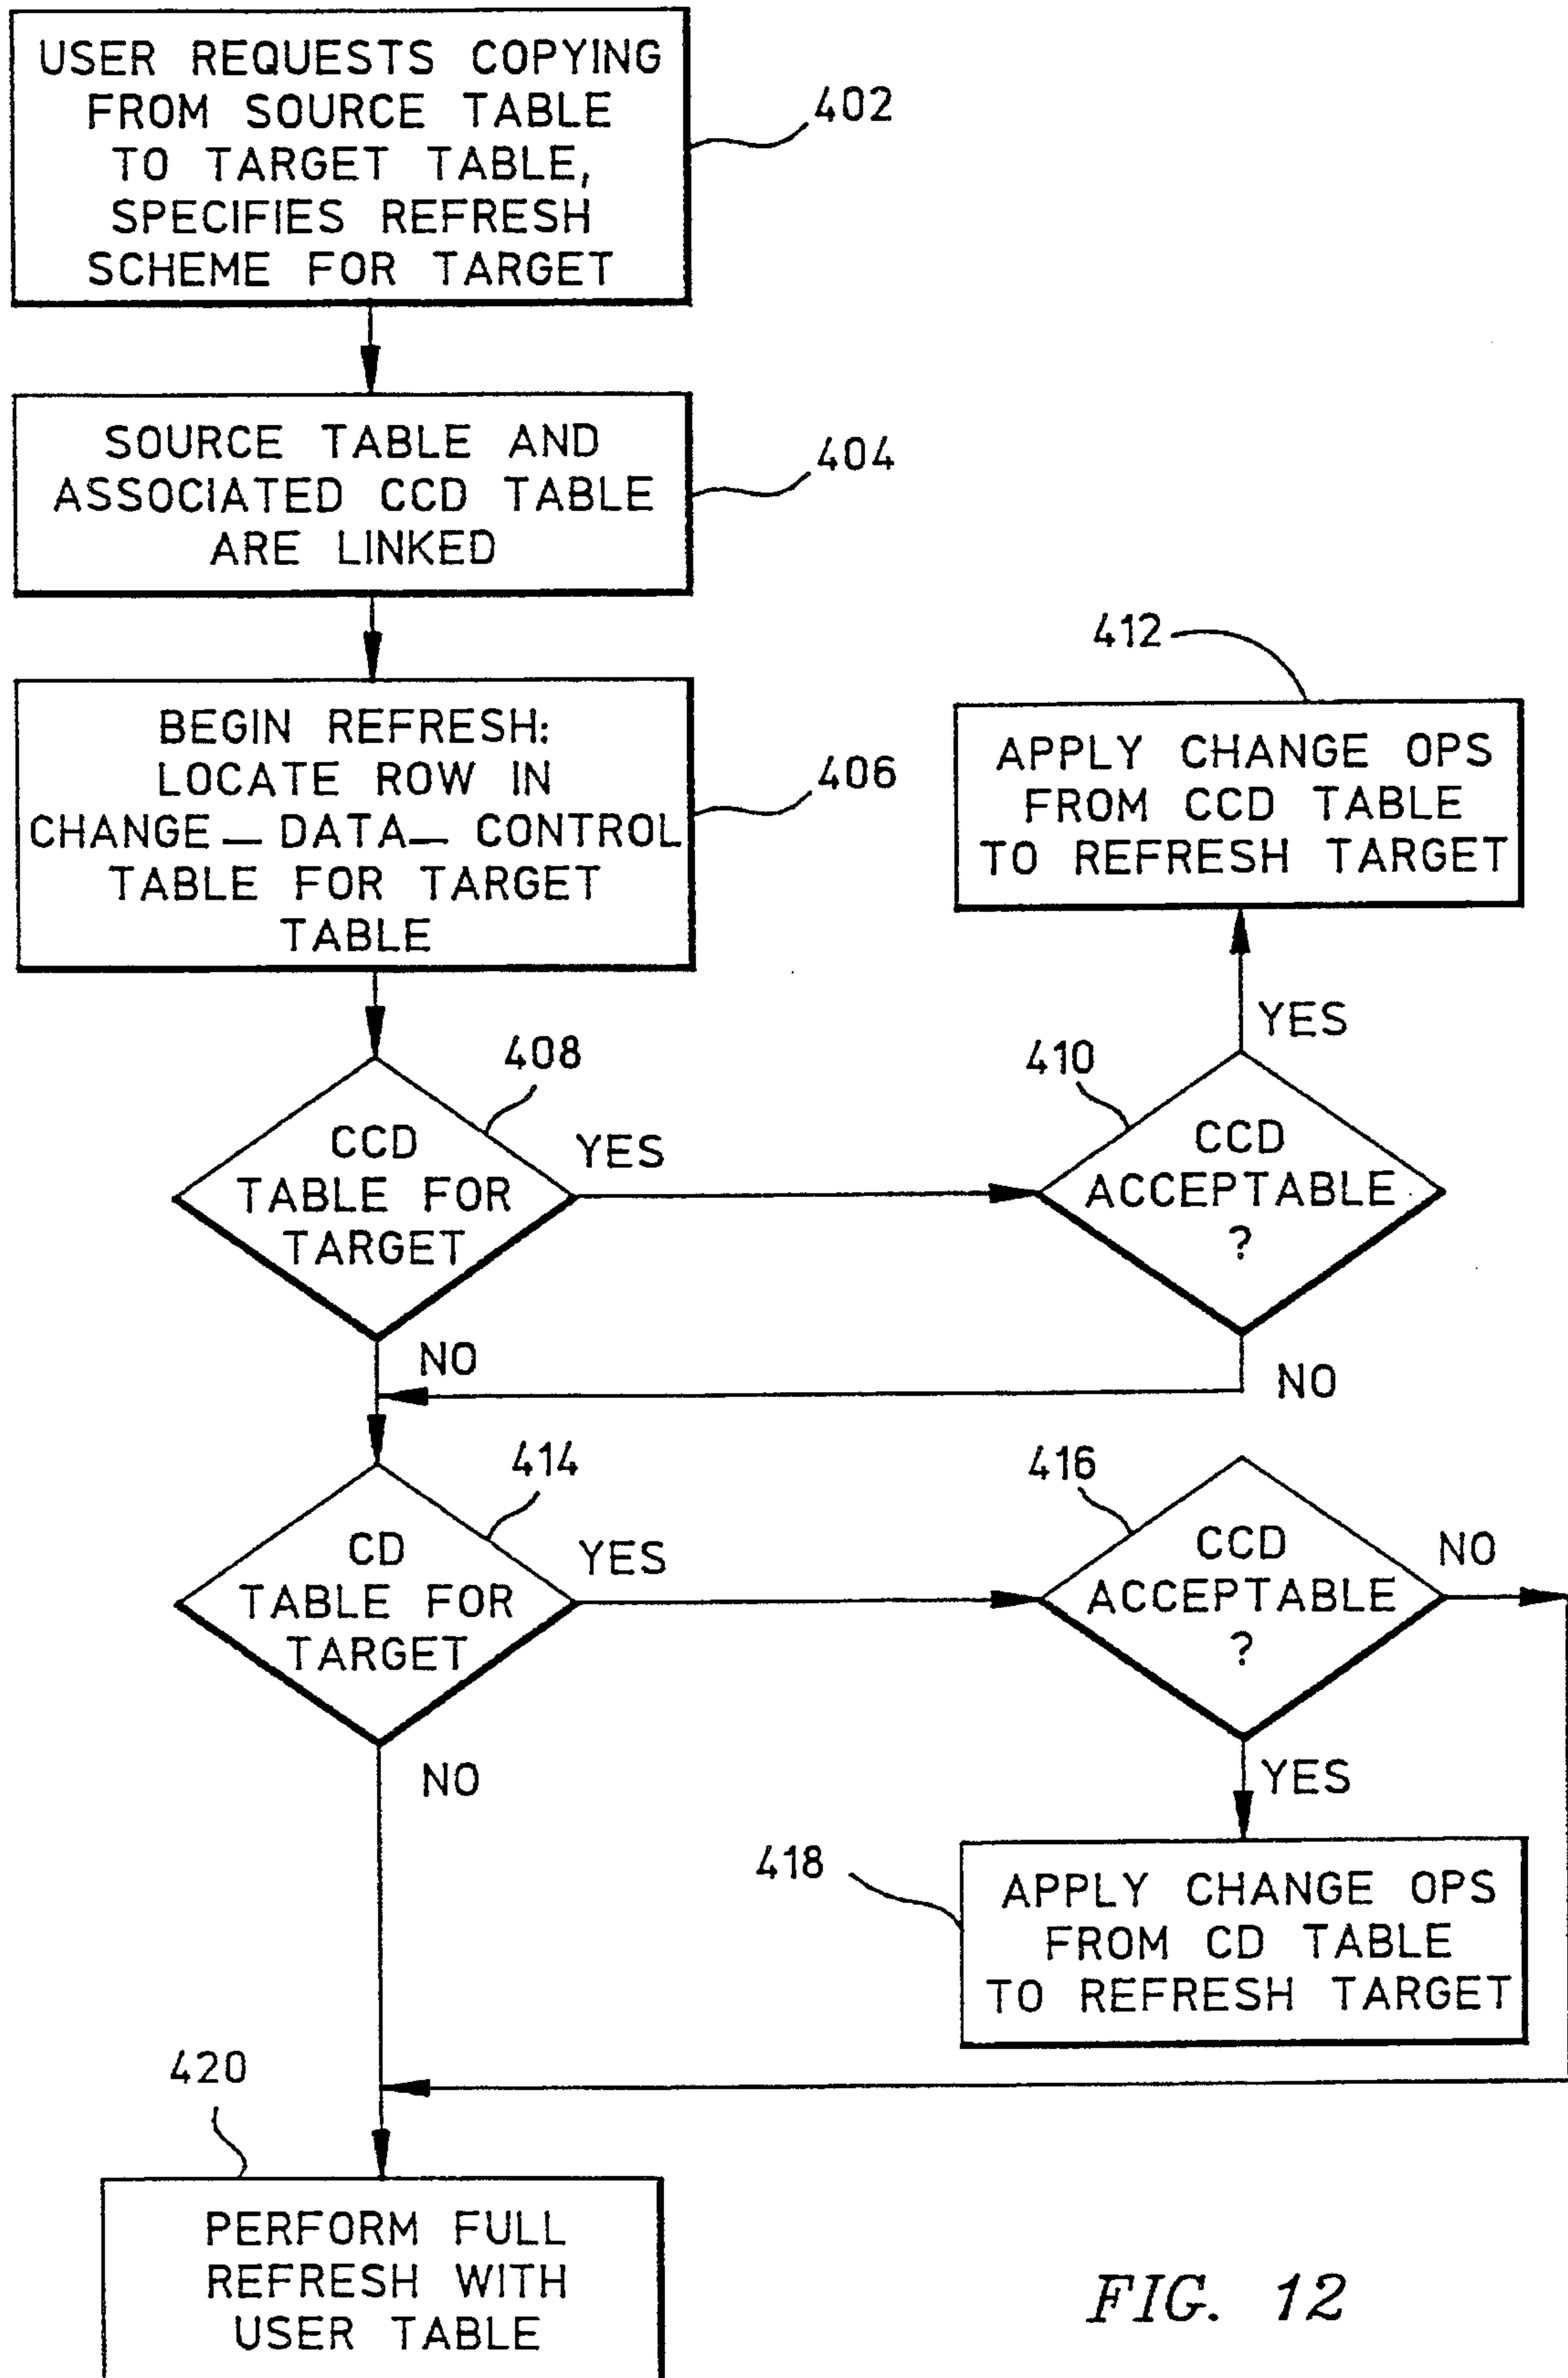 USER REQUESTS COPYING
FROM SOURCE TABLE
TO TARGET TABLE,
SPECIFIES REFRESH
SCHEME FOR TARGET
402
SOURCE TABLE AND
ASSOCIATED CCD TABLE
ARE LINKED
404
BEGIN REFRESH:
LOCATE ROW IN
CHANGE_DATA_CONTROL
TABLE FOR TARGET
TABLE
406
412
APPLY CHANGE OPS
FROM CCD TABLE
TO REFRESH TARGET
YES
408
CCD
TABLE FOR
TARGET
YES
NO
410
CCD
ACCEPTABLE
?
NO
414
CD
TABLE FOR
TARGET
YES
NO
416
CCD
ACCEPTABLE
?
NO
YES
418
APPLY CHANGE OPS
FROM CD TABLE
TO REFRESH TARGET
420
PERFORM FULL
REFRESH WITH
USER TABLE
FIG. 12